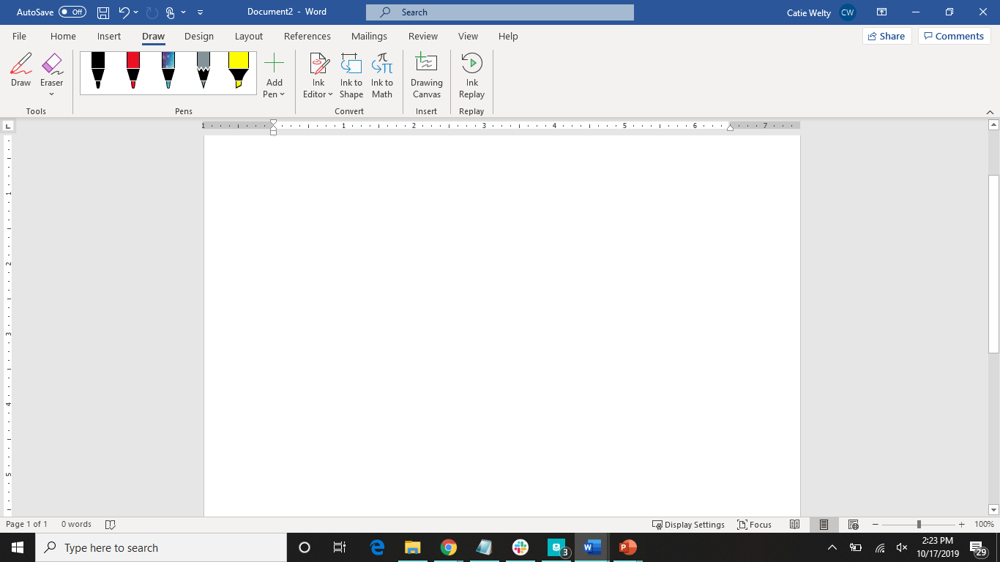 AutoSave Off Document2 - Word Search Catie Welty CW
File Home Insert Draw Design Layout References Mailings Review View Help Share Comments
Draw Eraser Add Pen Ink Editor Ink to Shape Ink to Math Drawing Canvas Ink Replay
Tools Pens Convert Insert Replay
1 1 2 3 4 5 6 7
1
2
3
4
5
Page 1 of 1 0 words Display Settings Focus 100%
Type here to search 3 2:23 PM
10/17/2019 29